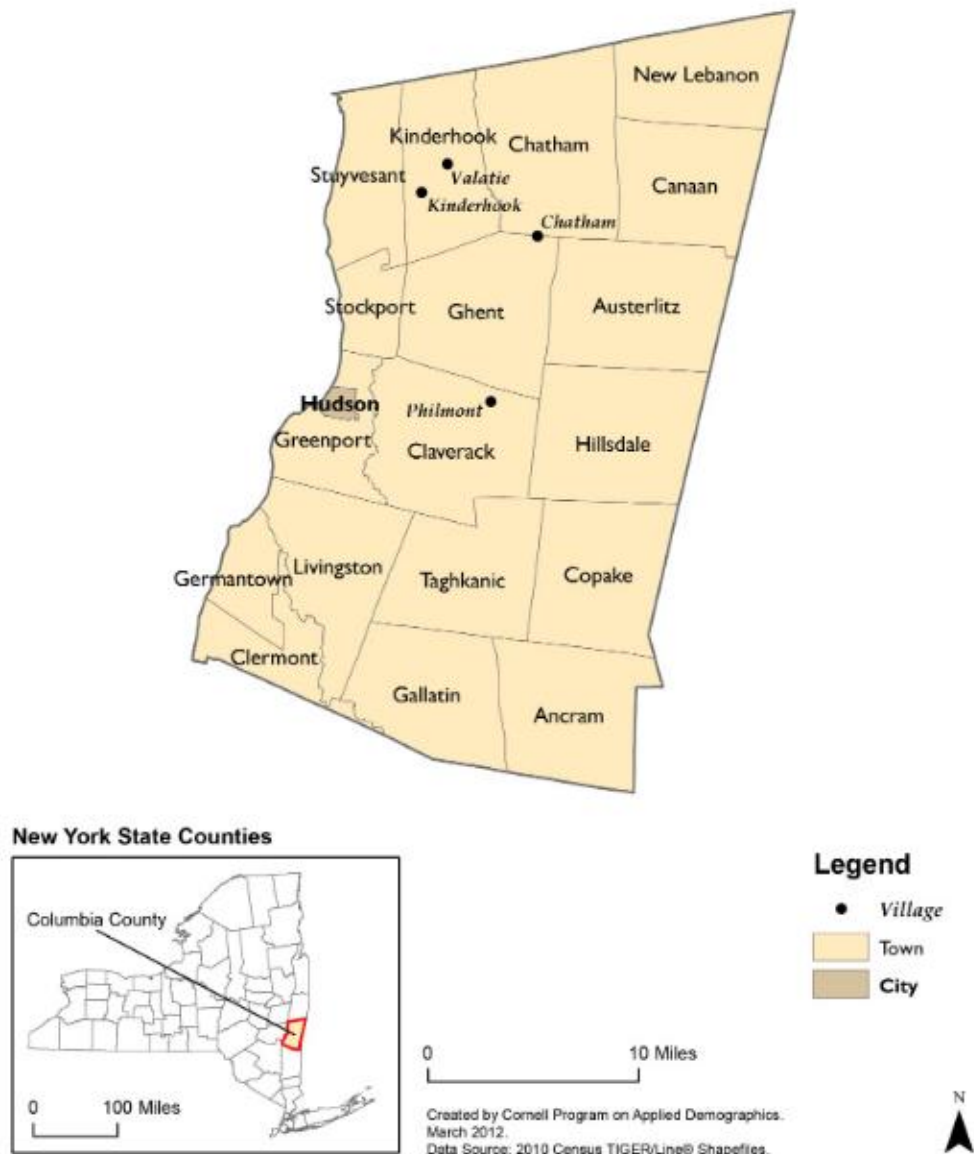 New Lebanon
Kinderhook
Chatham
Valatie
Stuyvesant
Canaan
Kinderhook
Chatham
Stockport
Ghent
Austerlitz
Hudson
Philmont
Greenport
Claverack
Hillsdale
Livingston
Germantown
Taghkanic
Copake
Clermont
Gallatin
Ancram
New York State Counties
Columbia County
0 100 Miles
Legend
Village
Town
City
0 10 Miles
Created by Cornell Program on Applied Demographics.
March 2012.
Data Source: 2010 Census TIGER/Line® Shapefiles.
N